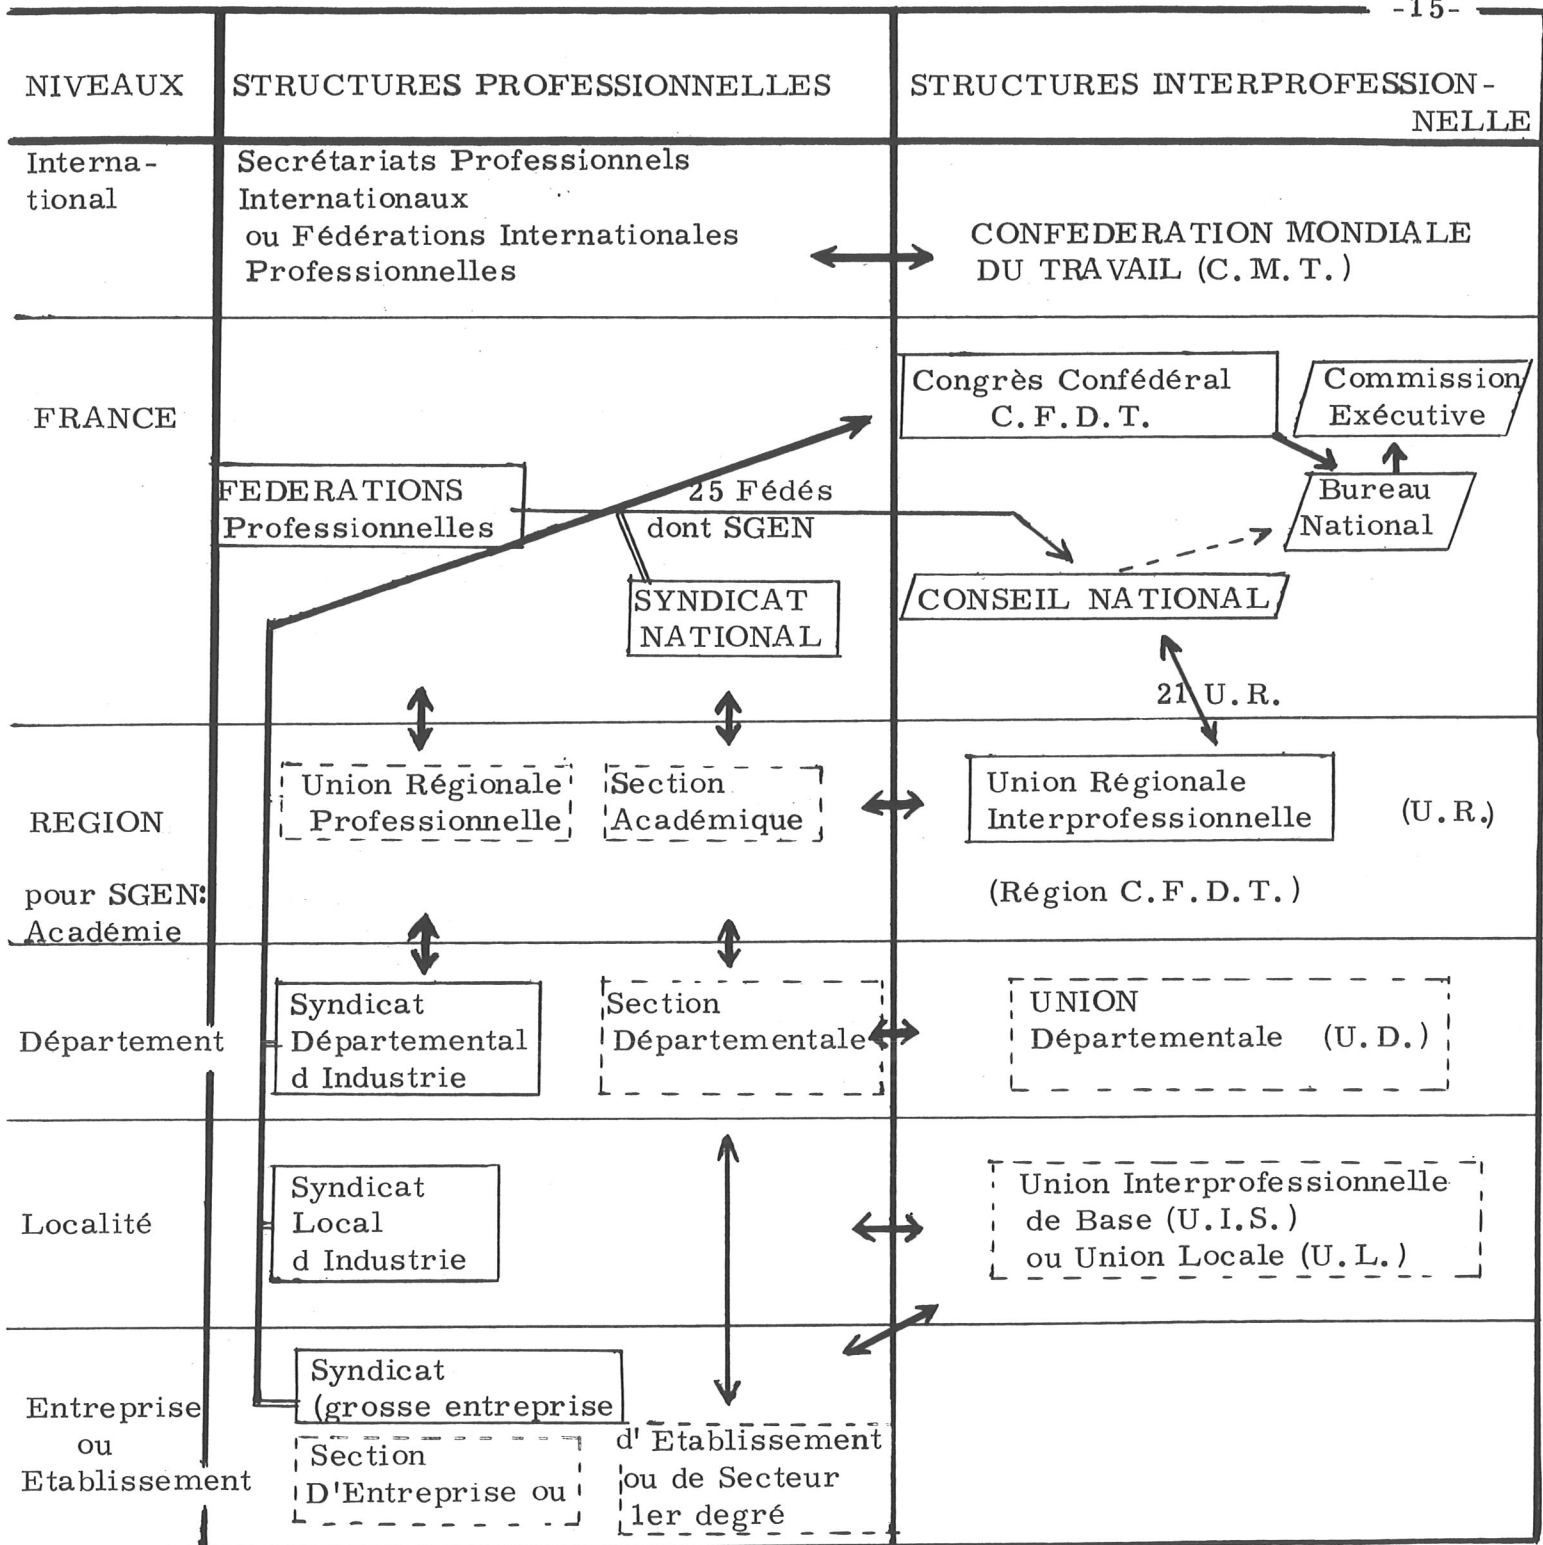 -15-
NIVEAUX
STRUCTURES PROFESSIONNELLES
STRUCTURES INTERPROFESSION-
NELLE
Interna-
tional
Secrétariats Professionnels
Internationaux
ou Fédérations Internationales
Professionnelles
CONFEDERATION MONDIALE
DU TRAVAIL (C.M.T.)
FRANCE
Congrès Confédéral
C.F.D.T.
Commission
Exécutive
FEDERATIONS
Professionnelles
25 Fédés
dont SGEN
Bureau
National
SYNDICAT
NATIONAL
CONSEIL NATIONAL
21 U.R.
REGION
pour SGEN:
Académie
Union Régionale
Professionnelle
Section
Académique
Union Régionale
Interprofessionnelle
(U.R.)
(Région C.F.D.T.)
Département
Syndicat
Départemental
d Industrie
Section
Départementale
UNION
Départementale (U.D.)
Localité
Syndicat
Local
d Industrie
Union Interprofessionnelle
de Base (U.I.S.)
ou Union Locale (U.L.)
Entreprise
ou
Etablissement
Syndicat
(grosse entreprise
Section
D'Entreprise ou
d' Etablissement
ou de Secteur
1er degré